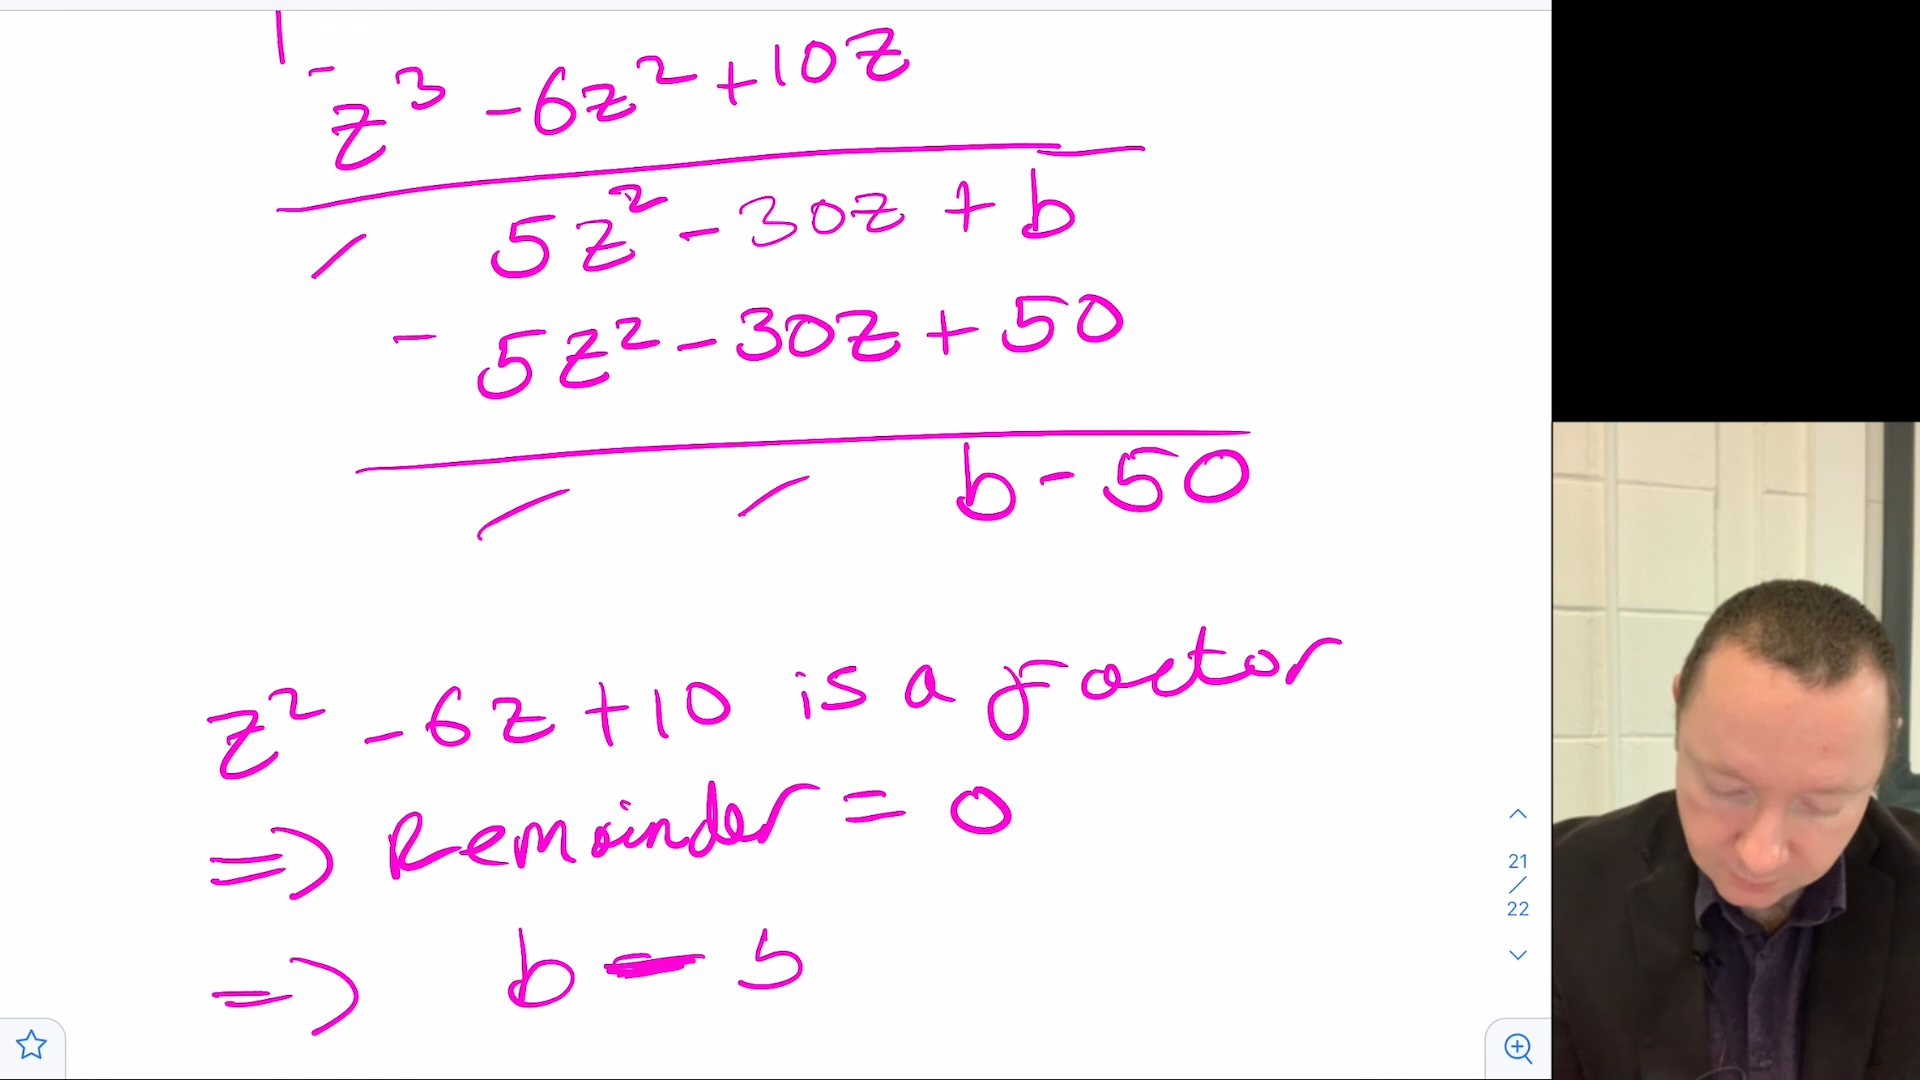 - z³ - 6z² + 10z
5z² - 30z + b
- 5z² - 30z + 50
b - 50
z² - 6z + 10 is a factor
=> Remainder = 0
=> b - 5
21
/
22